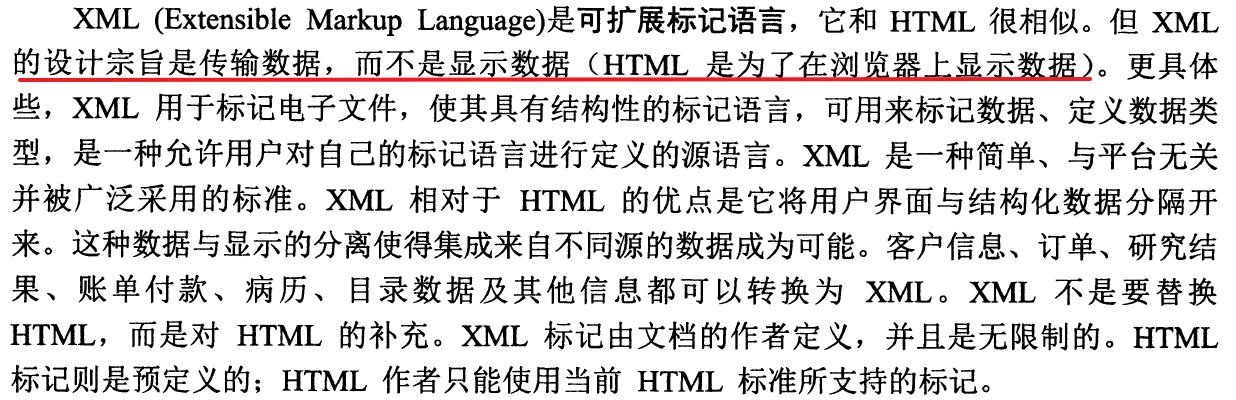 XML (Extensible Markup Language)是可扩展标记语言，它和 HTML 很相似。但 XML
的设计宗旨是传输数据，而不是显示数据（HTML 是为了在浏览器上显示数据）。更具体
些，XML 用于标记电子文件，使其具有结构性的标记语言，可用来标记数据、定义数据类
型，是一种允许用户对自己的标记语言进行定义的源语言。XML 是一种简单、与平台无关
并被广泛采用的标准。XML 相对于 HTML 的优点是它将用户界面与结构化数据分隔开
来。这种数据与显示的分离使得集成来自不同源的数据成为可能。客户信息、订单、研究结
果、账单付款、病历、目录数据及其他信息都可以转换为 XML。XML 不是要替换
HTML，而是对 HTML 的补充。XML 标记由文档的作者定义，并且是无限制的。HTML
标记则是预定义的；HTML 作者只能使用当前 HTML 标准所支持的标记。